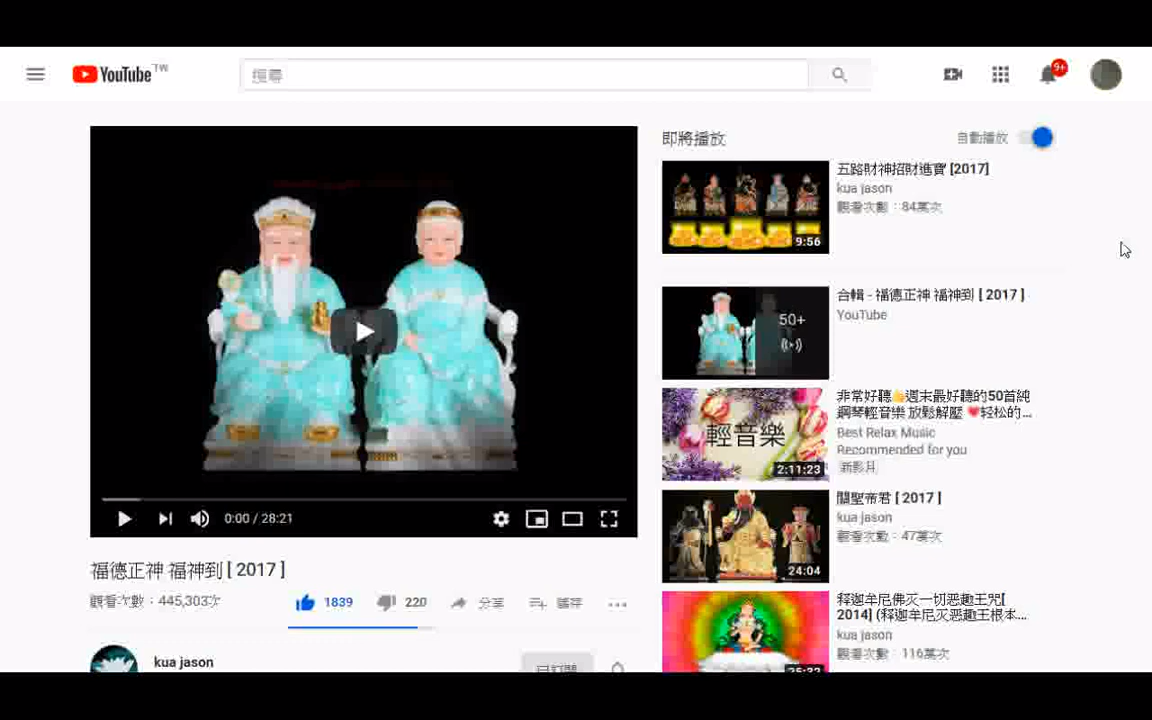 YouTube TW
搜尋
9+
即將播放
自動播放
五路財神招財進寶 [2017]
kua jason
觀看次數：84萬次
9:56
合輯 - 福德正神 福神到 [ 2017 ]
YouTube
50+
非常好聽👍週末最好聽的50首純
鋼琴輕音樂 放鬆解壓 ❤️轻松的...
Best Relax Music
Recommended for you
新影片
輕音樂
2:11:23
關聖帝君 [ 2017 ]
kua jason
觀看次數：47萬次
24:04
释迦牟尼佛灭一切恶趣王咒[
2014] (释迦牟尼灭恶趣王根本...
kua jason
觀看次數：116萬次
0:00 / 28:21
福德正神 福神到 [ 2017 ]
觀看次數：445,303次
1839
220
分享
儲存
kua jason
已訂閱